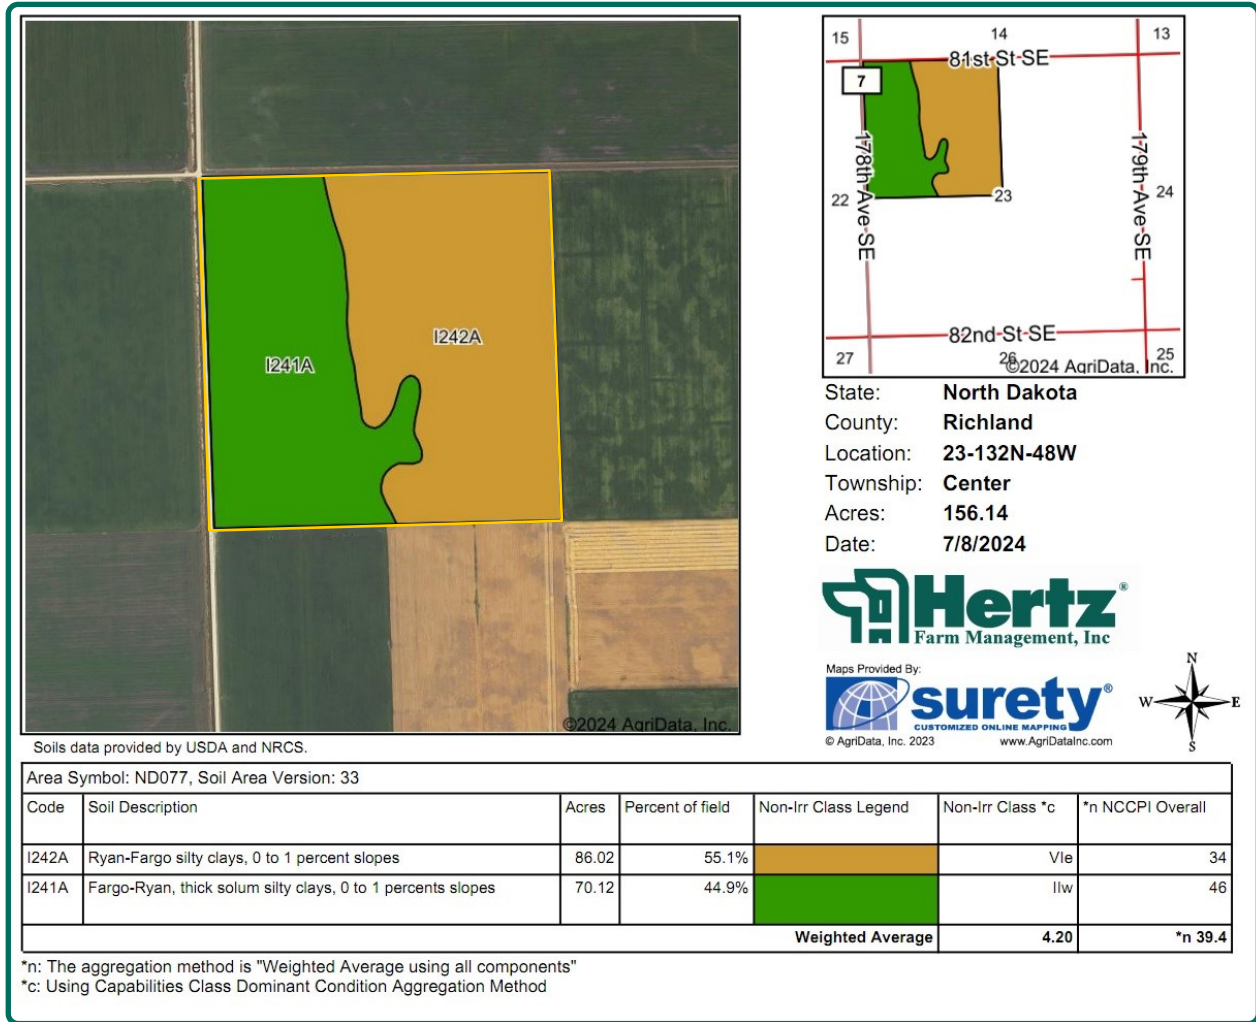 I241A
I242A
©2024 AgriData, Inc.
Soils data provided by USDA and NRCS.
15
14
13
81st St SE
7
178th Ave SE
179th Ave SE
22
23
24
82nd St SE
27
26
25
©2024 AgriData, Inc.
State: North Dakota
County: Richland
Location: 23-132N-48W
Township: Center
Acres: 156.14
Date: 7/8/2024
Hertz®
Farm Management, Inc
Maps Provided By:
surety®
CUSTOMIZED ONLINE MAPPING
© AgriData, Inc. 2023 www.AgriDataInc.com
N
W E
S
Area Symbol: ND077, Soil Area Version: 33
Code Soil Description Acres Percent of field Non-Irr Class Legend Non-Irr Class *c *n NCCPI Overall
I242A Ryan-Fargo silty clays, 0 to 1 percent slopes 86.02 55.1% VIe 34
I241A Fargo-Ryan, thick solum silty clays, 0 to 1 percents slopes 70.12 44.9% IIw 46
Weighted Average 4.20 *n 39.4
*n: The aggregation method is "Weighted Average using all components"
*c: Using Capabilities Class Dominant Condition Aggregation Method